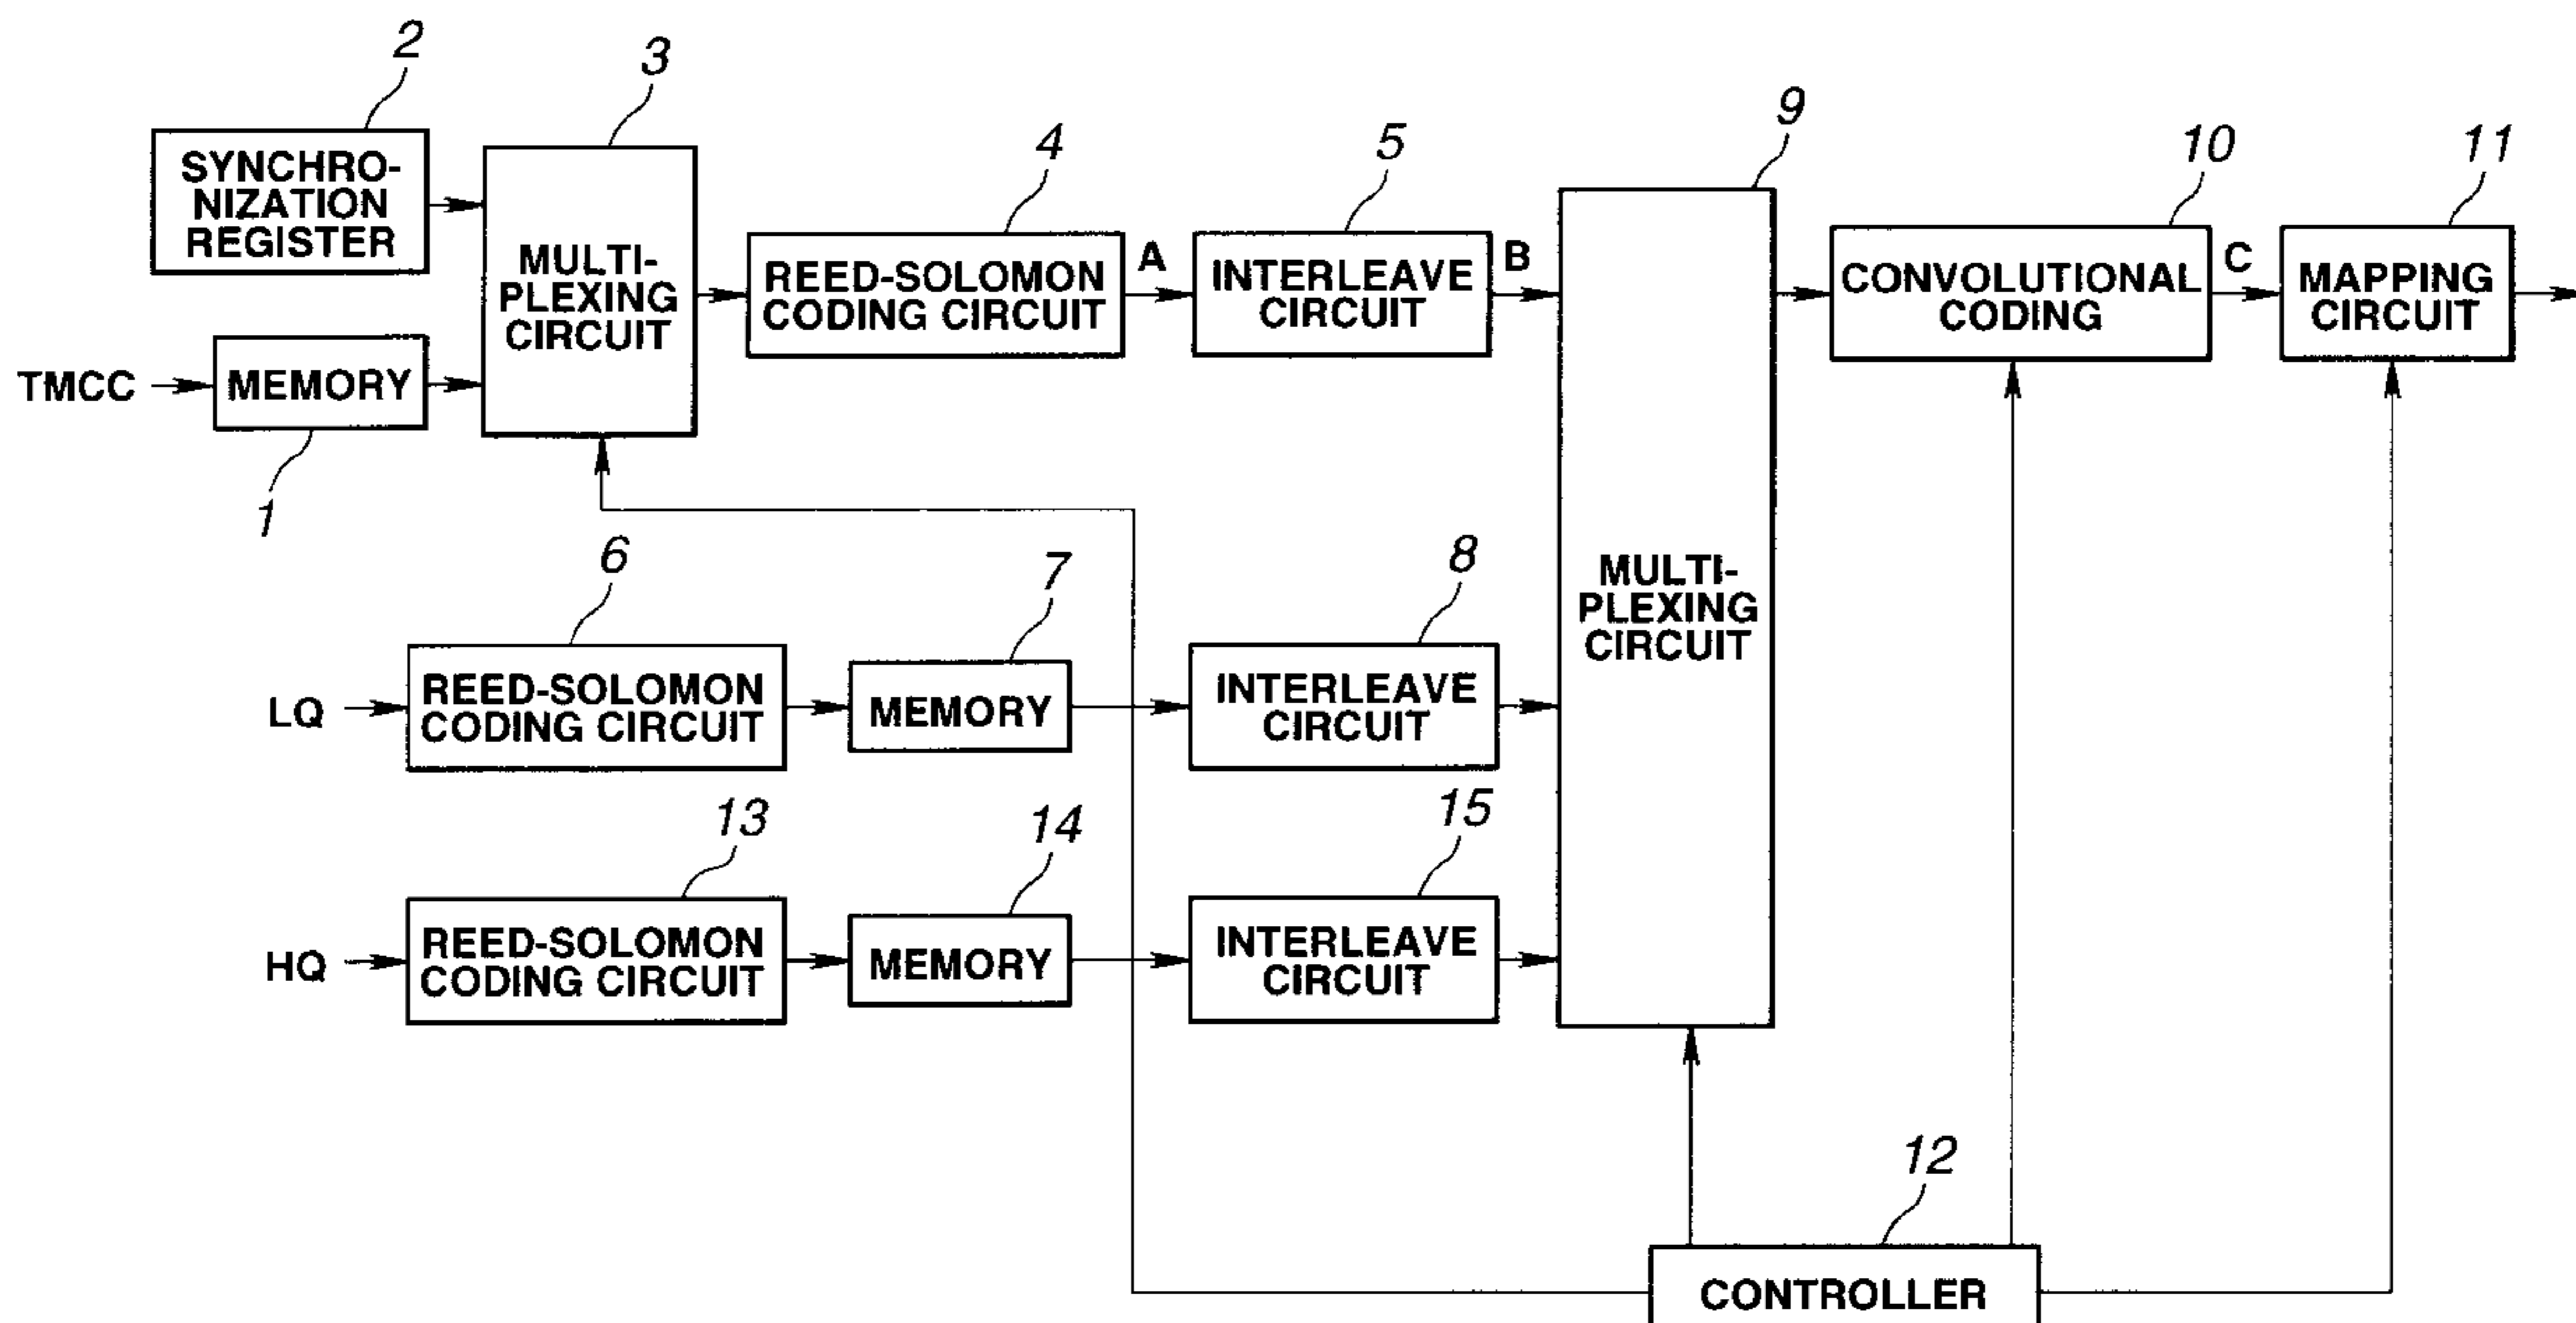 2
SYNCHRO-
NIZATION
REGISTER
3
MULTI-
PLEXING
CIRCUIT
TMCC
MEMORY
1
4
REED-SOLOMON
CODING CIRCUIT
A
5
INTERLEAVE
CIRCUIT
B
9
MULTI-
PLEXING
CIRCUIT
10
CONVOLUTIONAL
CODING
C
11
MAPPING
CIRCUIT
6
LQ
REED-SOLOMON
CODING CIRCUIT
7
MEMORY
8
INTERLEAVE
CIRCUIT
13
HQ
REED-SOLOMON
CODING CIRCUIT
14
MEMORY
15
INTERLEAVE
CIRCUIT
12
CONTROLLER